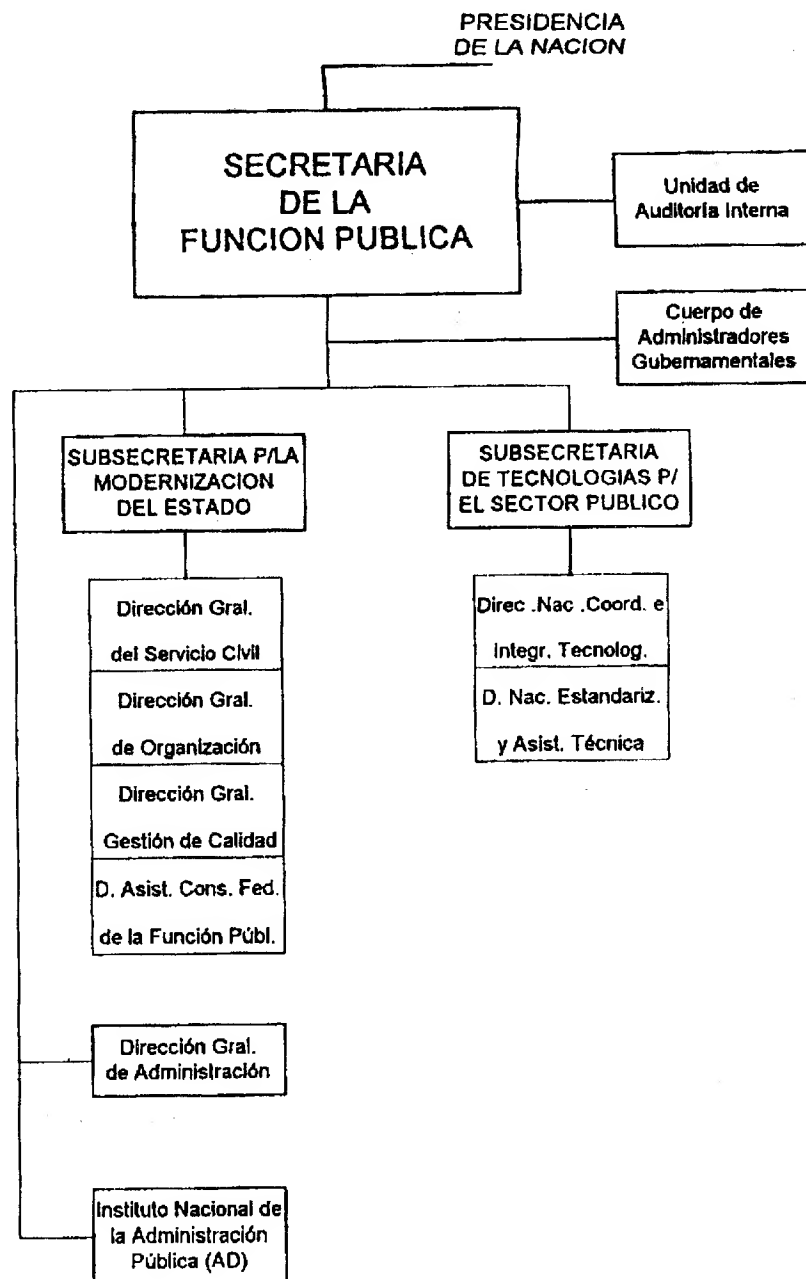 PRESIDENCIA
DE LA NACION
SECRETARIA
DE LA
FUNCION PUBLICA
Unidad de
Auditoría Interna
Cuerpo de
Administradores
Gubernamentales
SUBSECRETARIA P/LA
MODERNIZACION
DEL ESTADO
SUBSECRETARIA
DE TECNOLOGIAS P/
EL SECTOR PUBLICO
Dirección Gral.
del Servicio Civil
Dirección Gral.
de Organización
Dirección Gral.
Gestión de Calidad
D. Asist. Cons. Fed.
de la Función Públ.
Direc .Nac .Coord. e
Integr. Tecnolog.
D. Nac. Estandariz.
y Asist. Técnica
Dirección Gral.
de Administración
Instituto Nacional de
la Administración
Pública (AD)